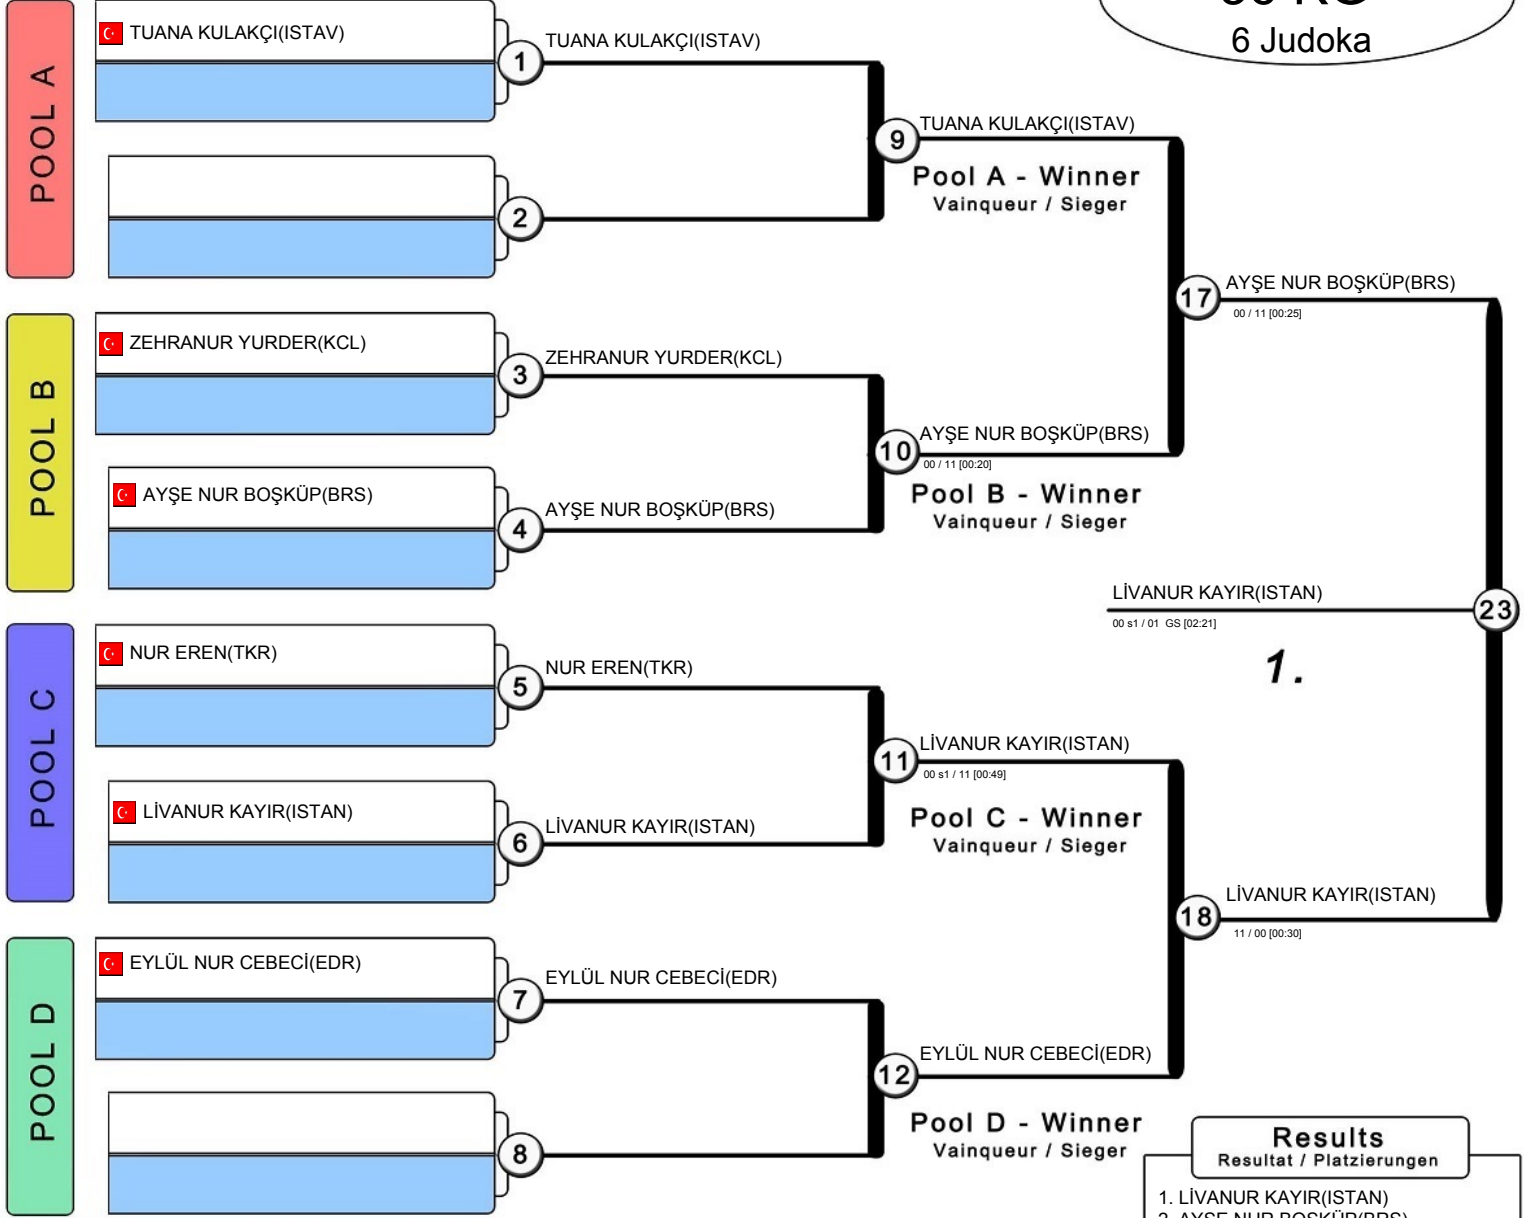 6 Judoka
POOL A
TUANA KULAKÇI(ISTAV)
1
TUANA KULAKÇI(ISTAV)
2
9
TUANA KULAKÇI(ISTAV)
Pool A - Winner
Vainqueur / Sieger
17
AYŞE NUR BOŞKÜP(BRS)
00 / 11 [00:25]
POOL B
ZEHRANUR YURDER(KCL)
3
ZEHRANUR YURDER(KCL)
AYŞE NUR BOŞKÜP(BRS)
4
AYŞE NUR BOŞKÜP(BRS)
10
AYŞE NUR BOŞKÜP(BRS)
00 / 11 [00:20]
Pool B - Winner
Vainqueur / Sieger
LİVANUR KAYIR(ISTAN)
23
00 s1 / 01 GS [02:21]
1.
POOL C
NUR EREN(TKR)
5
NUR EREN(TKR)
LİVANUR KAYIR(ISTAN)
6
LİVANUR KAYIR(ISTAN)
11
LİVANUR KAYIR(ISTAN)
00 s1 / 11 [00:49]
Pool C - Winner
Vainqueur / Sieger
18
LİVANUR KAYIR(ISTAN)
11 / 00 [00:30]
POOL D
EYLÜL NUR CEBECİ(EDR)
7
EYLÜL NUR CEBECİ(EDR)
8
12
EYLÜL NUR CEBECİ(EDR)
Pool D - Winner
Vainqueur / Sieger
Results
Resultat / Platzierungen
1. LİVANUR KAYIR(ISTAN)
2. AYŞE NUR BOŞKÜP(BRS)